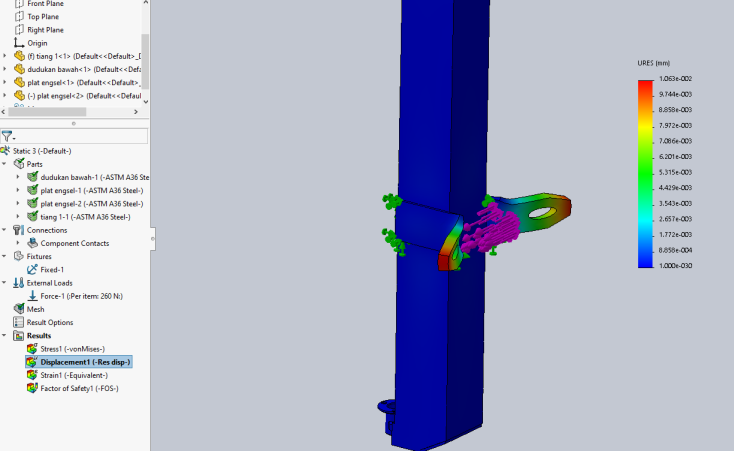 Front Plane
Top Plane
Right Plane
Origin
(f) tiang 1<1> (Default<<Default>_D
dudukan bawah<1> (Default<<Defa
plat engsel<1> (Default<<Default>_
(-) plat engsel<2> (Default<<Defaul
Static 3 (-Default-)
Parts
dudukan bawah-1 (-ASTM A36 Ste
plat engsel-1 (-ASTM A36 Steel-)
plat engsel-2 (-ASTM A36 Steel-)
tiang 1-1 (-ASTM A36 Steel-)
Connections
Component Contacts
Fixtures
Fixed-1
External Loads
Force-1 (:Per item: 260 N:)
Mesh
Result Options
Results
Stress1 (-vonMises-)
Displacement1 (-Res disp-)
Strain1 (-Equivalent-)
Factor of Safety1 (-FOS-)
URES (mm)
1.063e-002
9.744e-003
8.858e-003
7.972e-003
7.086e-003
6.201e-003
5.315e-003
4.429e-003
3.543e-003
2.657e-003
1.772e-003
8.858e-004
1.000e-030